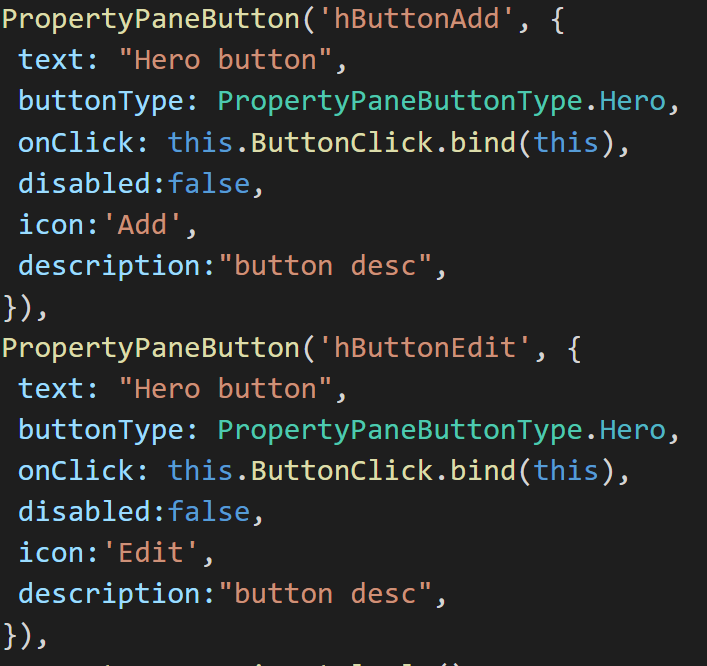 PropertyPaneButton('hButtonAdd', {
text: "Hero button",
buttonType: PropertyPaneButtonType.Hero,
onClick: this.ButtonClick.bind(this),
disabled:false,
icon:'Add',
description:"button desc",
}),
PropertyPaneButton('hButtonEdit', {
text: "Hero button",
buttonType: PropertyPaneButtonType.Hero,
onClick: this.ButtonClick.bind(this),
disabled:false,
icon:'Edit',
description:"button desc",
}),